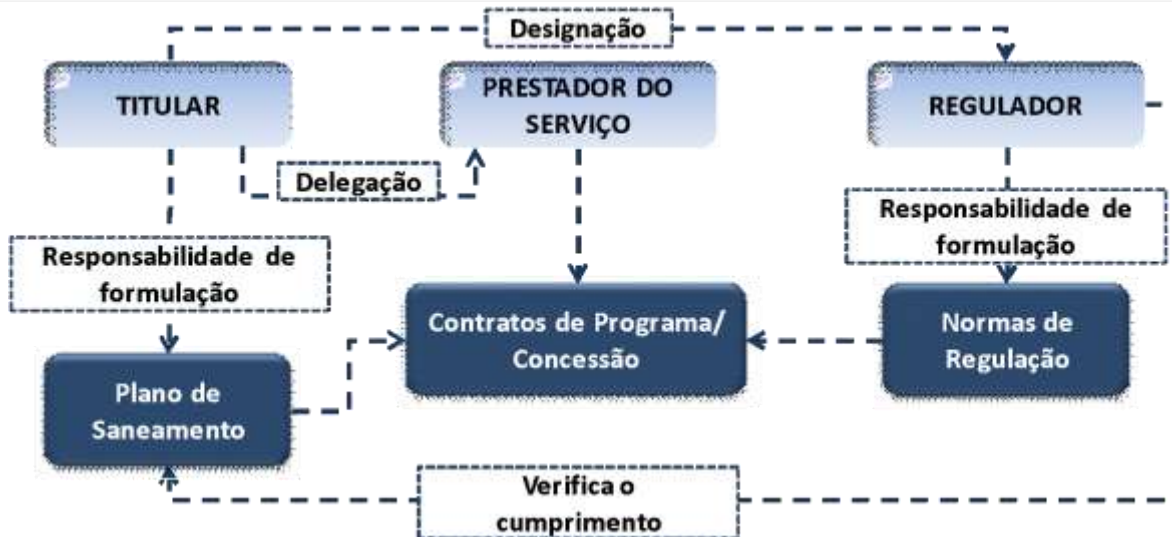 Designação
TITULAR
PRESTADOR DO
SERVIÇO
REGULADOR
Delegação
Responsabilidade de
formulação
Responsabilidade de
formulação
Contratos de Programa/
Concessão
Normas de
Regulação
Plano de
Saneamento
Verifica o
cumprimento